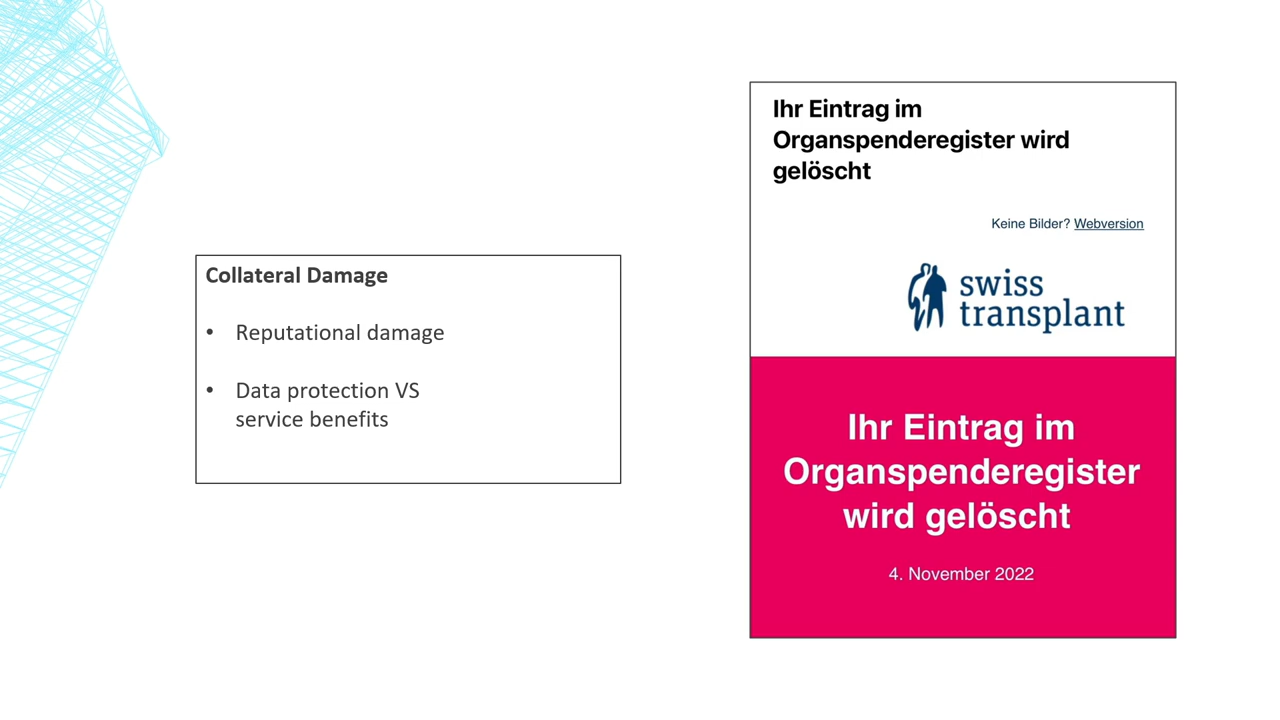 Collateral Damage
• Reputational damage
• Data protection VS
service benefits
Ihr Eintrag im
Organspenderegister wird
gelöscht
Keine Bilder? Webversion
swiss
transplant
Ihr Eintrag im
Organspenderegister
wird gelöscht
4. November 2022